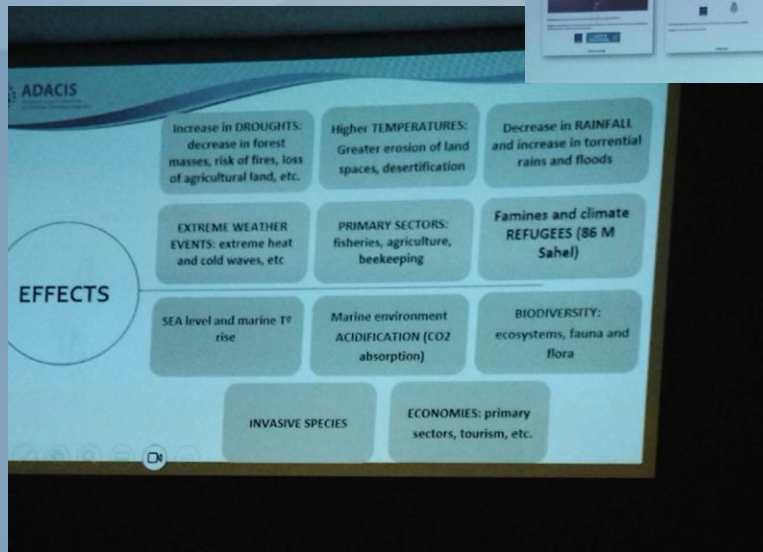 ADACIS
Increase in DROUGHTS:
decrease in forest
masses, risk of fires, loss
of agricultural land, etc.
Higher TEMPERATURES:
Greater erosion of land
spaces, desertification
Decrease in RAINFALL
and increase in torrential
rains and floods
EXTREME WEATHER
EVENTS: extreme heat
and cold waves, etc
PRIMARY SECTORS:
fisheries, agriculture,
beekeeping
Famines and climate
REFUGEES (86 M
Sahel)
EFFECTS
SEA level and marine Tº
rise
Marine environment
ACIDIFICATION (CO2
absorption)
BIODIVERSITY:
ecosystems, fauna and
flora
INVASIVE SPECIES
ECONOMIES: primary
sectors, tourism, etc.